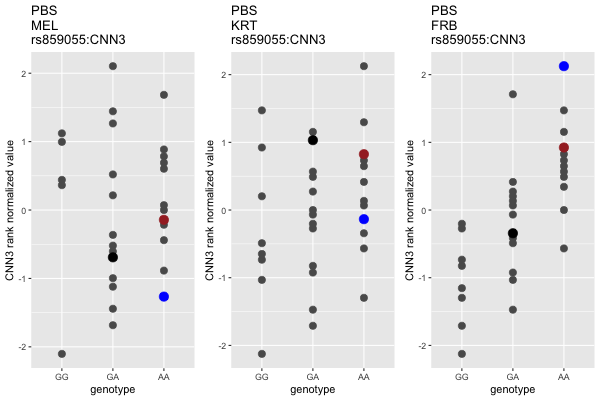 PBS
MEL
rs859055:CNN3
CNN3 rank normalized value
2
1
0
-1
-2
GG
GA
AA
genotype
PBS
KRT
rs859055:CNN3
CNN3 rank normalized value
2
1
0
-1
-2
GG
GA
AA
genotype
PBS
FRB
rs859055:CNN3
CNN3 rank normalized value
2
1
0
-1
-2
GG
GA
AA
genotype